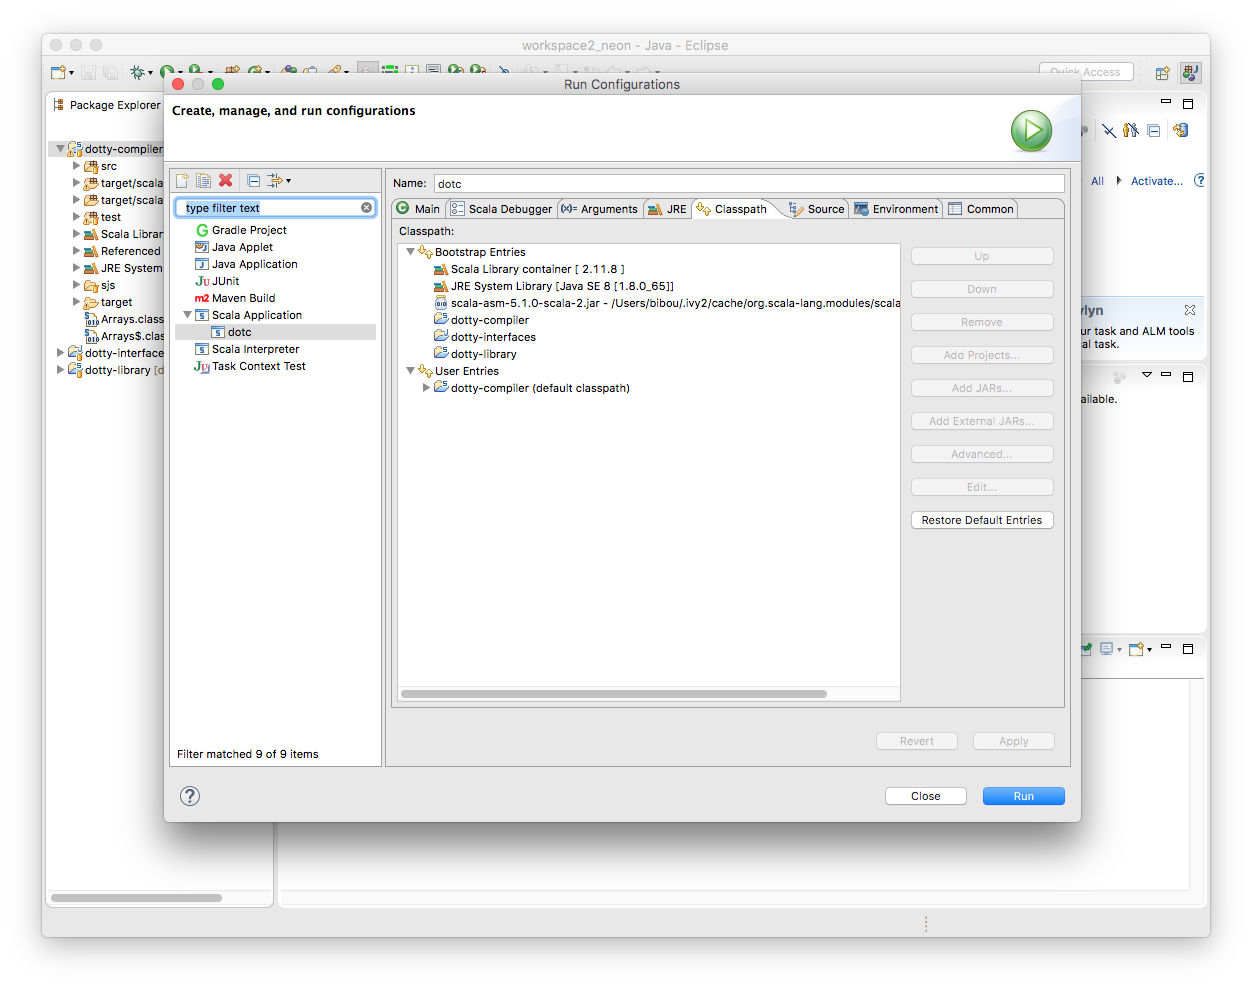 workspace2_neon - Java - Eclipse
Quick Access
Package Explorer
dotty-compiler
src
target/scala
target/scala
test
Scala Librar
Referenced
JRE System
sjs
target
Arrays.class
Arrays$.clas
dotty-interface
dotty-library [d
All
Activate...
ylyn
ur task and ALM tools
al task.
ailable.
Run Configurations
Create, manage, and run configurations
type filter text
Gradle Project
Java Applet
Java Application
JUnit
Maven Build
Scala Application
dotc
Scala Interpreter
Task Context Test
Filter matched 9 of 9 items
Name: dotc
Main Scala Debugger (x)= Arguments JRE Classpath Source Environment Common
Classpath:
Bootstrap Entries
Scala Library container [ 2.11.8 ]
JRE System Library [Java SE 8 [1.8.0_65]]
scala-asm-5.1.0-scala-2.jar - /Users/bibou/.ivy2/cache/org.scala-lang.modules/scala
dotty-compiler
dotty-interfaces
dotty-library
User Entries
dotty-compiler (default classpath)
Up
Down
Remove
Add Projects...
Add JARs...
Add External JARs...
Advanced...
Edit...
Restore Default Entries
Revert
Apply
Close
Run